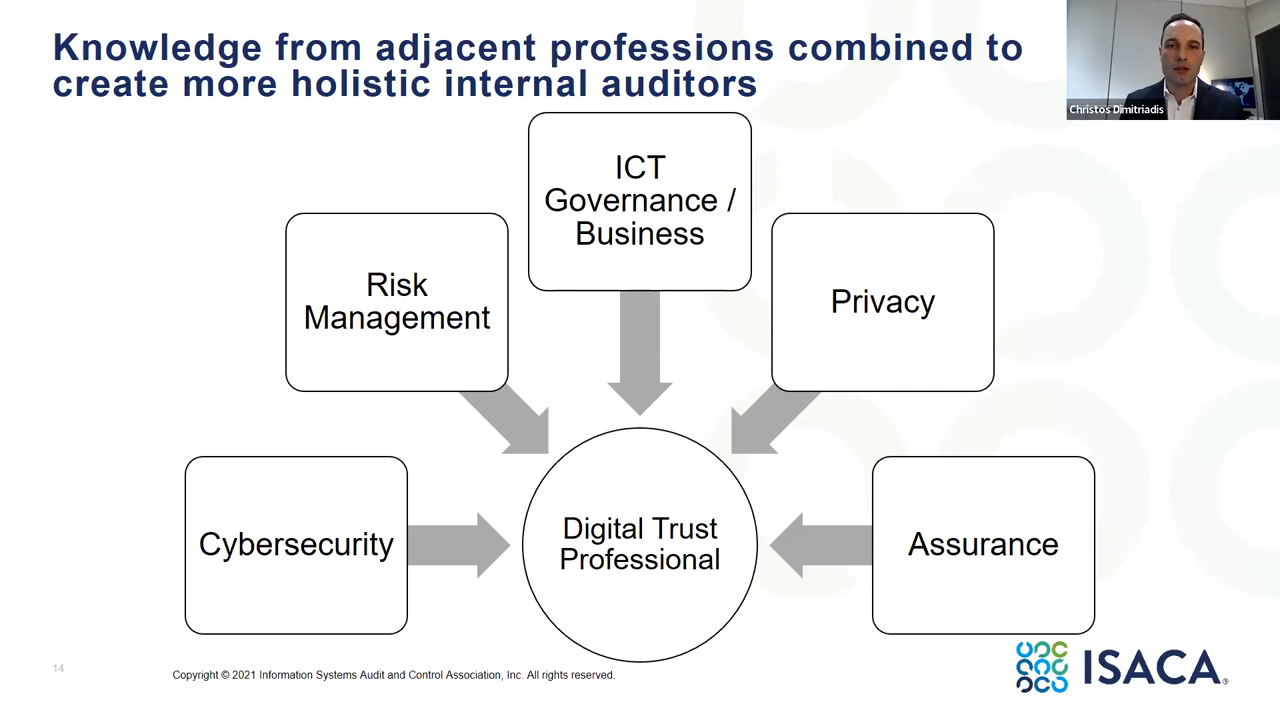 Knowledge from adjacent professions combined to
create more holistic internal auditors
Christos Dimitriadis
ICT
Governance /
Business
Risk
Management
Privacy
Cybersecurity
Digital Trust
Professional
Assurance
14
Copyright © 2021 Information Systems Audit and Control Association, Inc. All rights reserved.
ISACA®